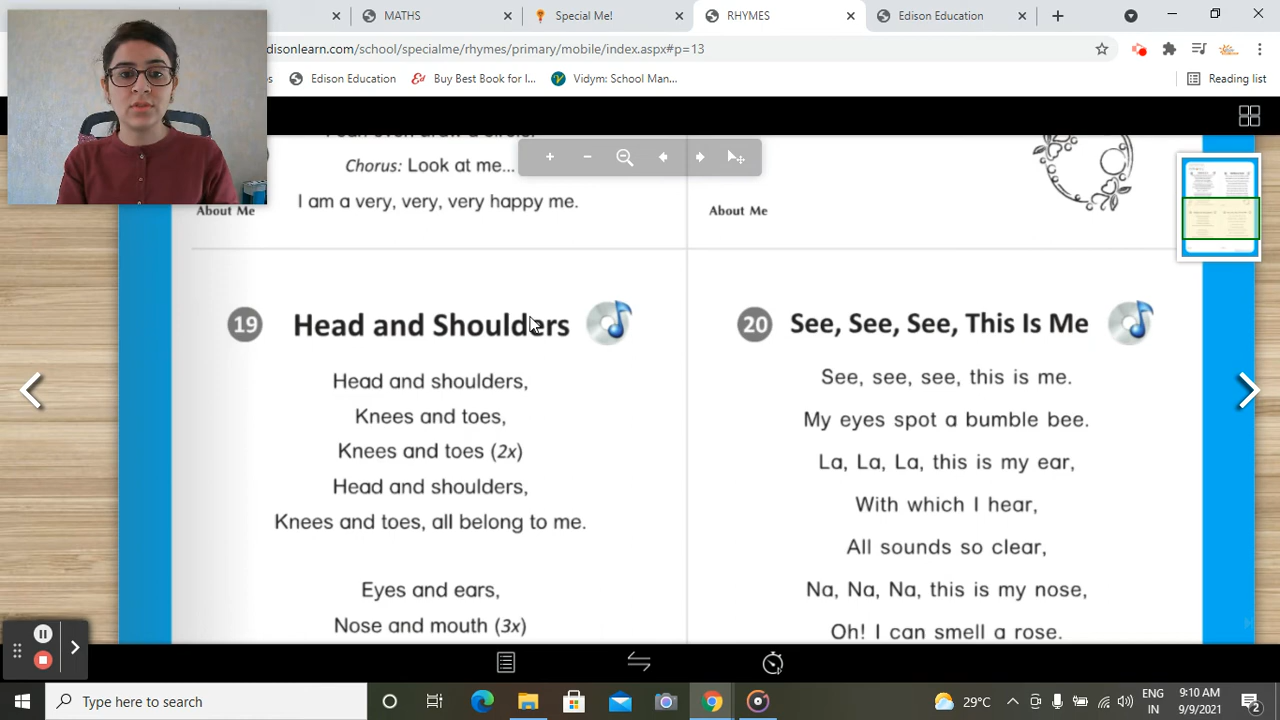 MATHS
Special Me!
RHYMES
Edison Education
disonlearn.com/school/specialme/rhymes/primary/mobile/index.aspx#p=13
Edison Education
Buy Best Book for I...
Vidym: School Man...
Reading list
Chorus: Look at me...
I am a very, very, very happy me.
About Me
About Me
19
Head and Shoulders
Head and shoulders,
Knees and toes,
Knees and toes (2x)
Head and shoulders,
Knees and toes, all belong to me.
Eyes and ears,
Nose and mouth (3x)
20
See, See, See, This Is Me
See, see, see, this is me.
My eyes spot a bumble bee.
La, La, La, this is my ear,
With which I hear,
All sounds so clear,
Na, Na, Na, this is my nose,
Oh! I can smell a rose.
Type here to search
29°C
ENG
IN
9:10 AM
9/9/2021
2